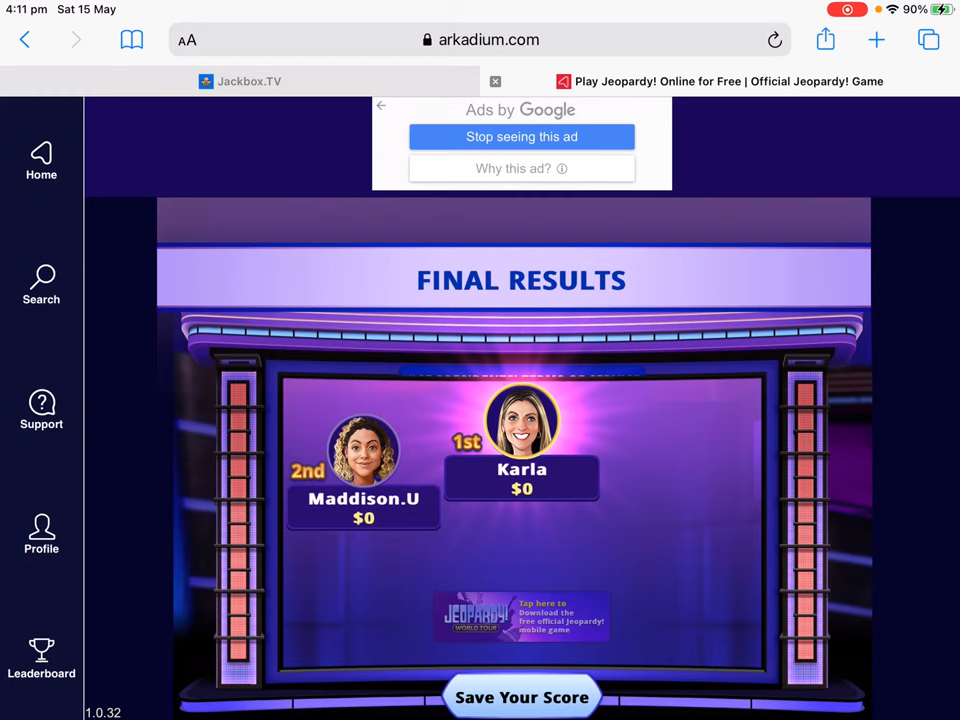 4:11 pm Sat 15 May
90%
AA
arkadium.com
Jackbox.TV
Play Jeopardy! Online for Free | Official Jeopardy! Game
Ads by Google
Stop seeing this ad
Why this ad?
Home
Search
Support
Profile
Leaderboard
FINAL RESULTS
1st
Karla
$0
2nd
Maddison.U
$0
JEOPARDY!
WORLD TOUR
Tap here to
Download the
free official Jeopardy!
mobile game
Save Your Score
1.0.32